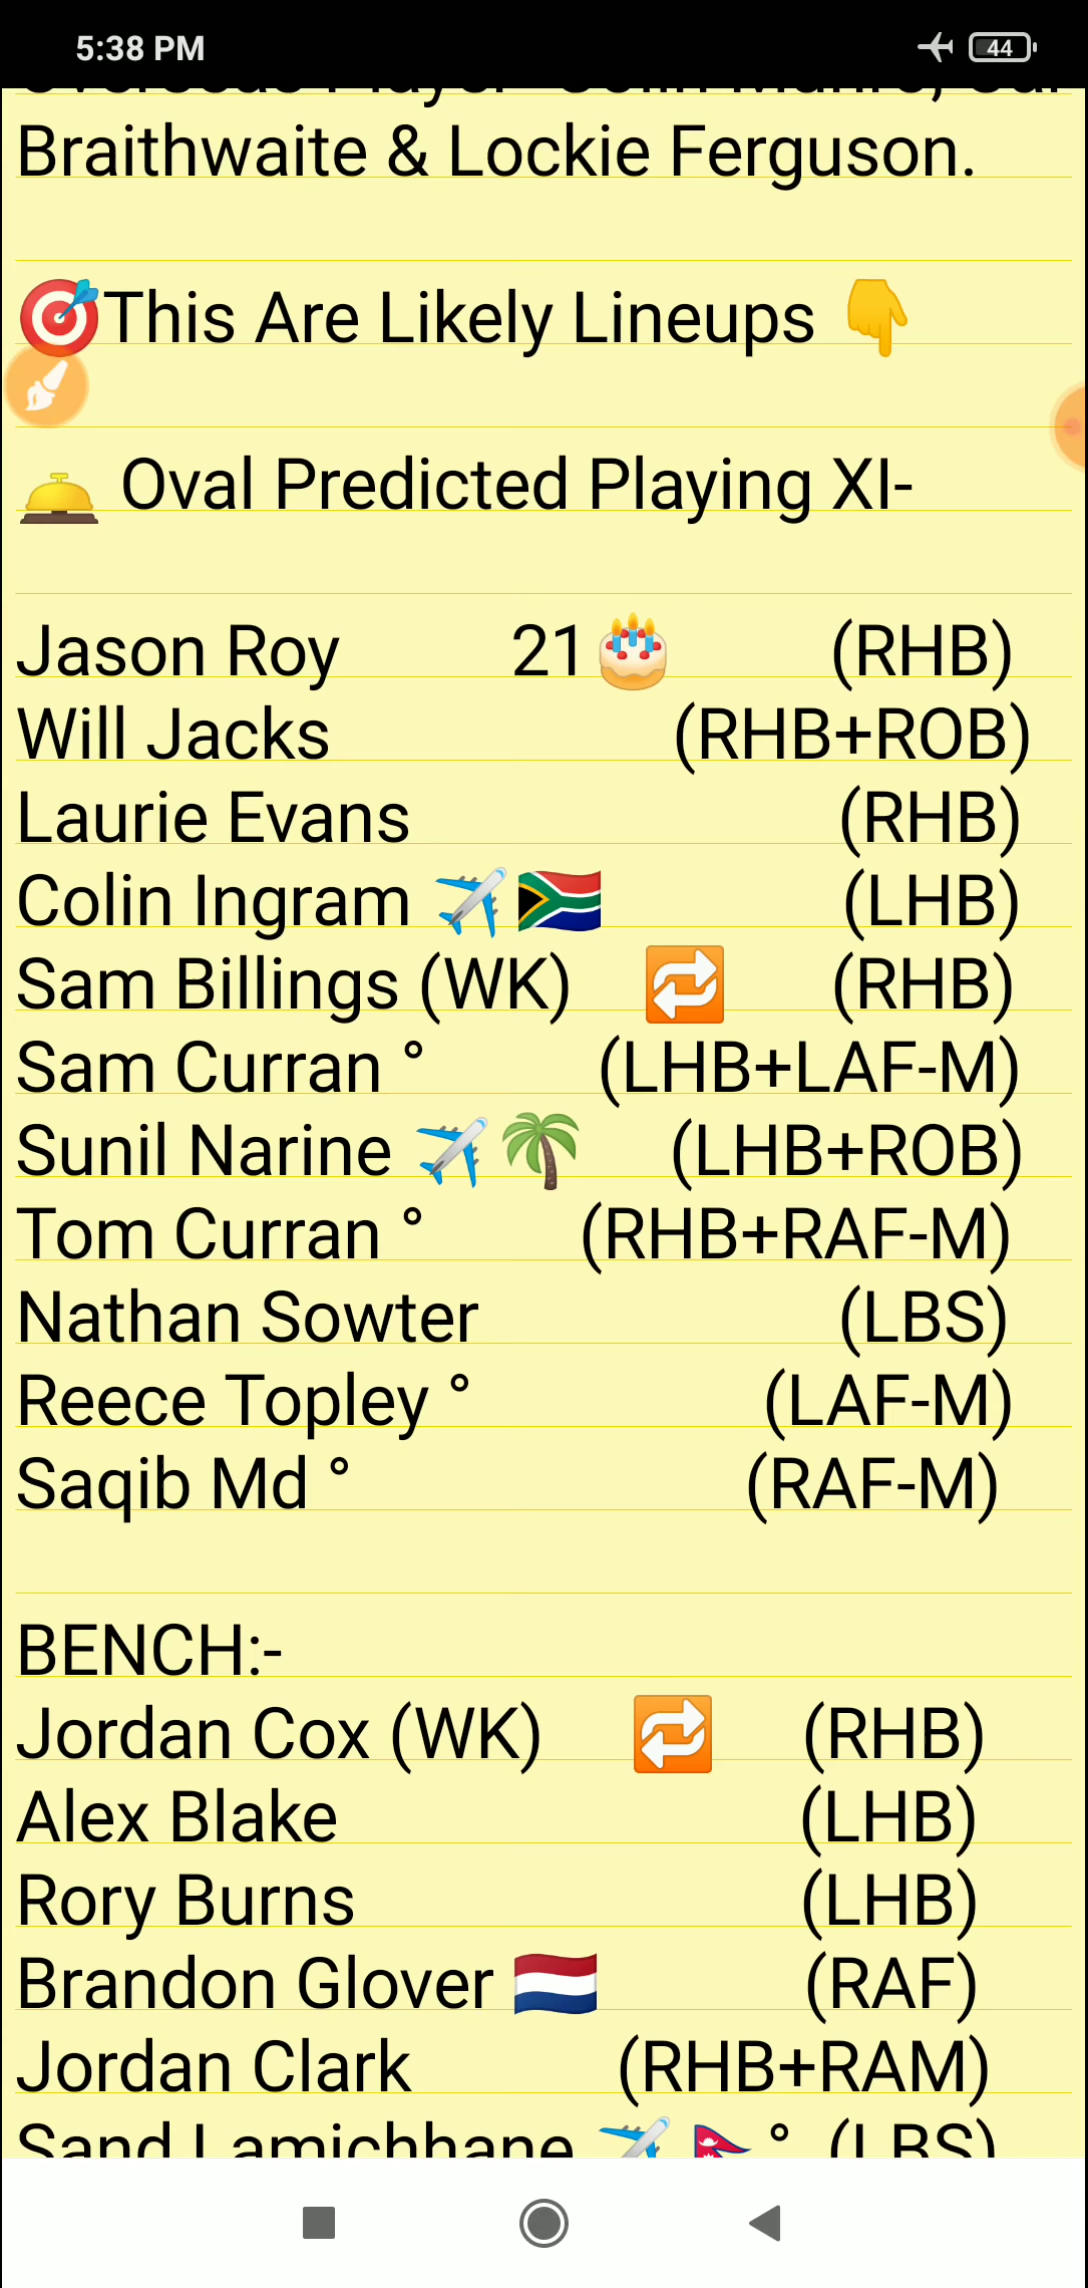 5:38 PM
44
Braithwaite & Lockie Ferguson.
🎯This Are Likely Lineups 👇
🛎️ Oval Predicted Playing XI-
Jason Roy 21🎂 (RHB)
Will Jacks (RHB+ROB)
Laurie Evans (RHB)
Colin Ingram ✈️🇿🇦 (LHB)
Sam Billings (WK) 🔁 (RHB)
Sam Curran ° (LHB+LAF-M)
Sunil Narine ✈️🌴 (LHB+ROB)
Tom Curran ° (RHB+RAF-M)
Nathan Sowter (LBS)
Reece Topley ° (LAF-M)
Saqib Md ° (RAF-M)
BENCH:-
Jordan Cox (WK) 🔁 (RHB)
Alex Blake (LHB)
Rory Burns (LHB)
Brandon Glover 🇳🇱 (RAF)
Jordan Clark (RHB+RAM)
Sand Lamichhane ✈️🇳🇵 ° (LBS)